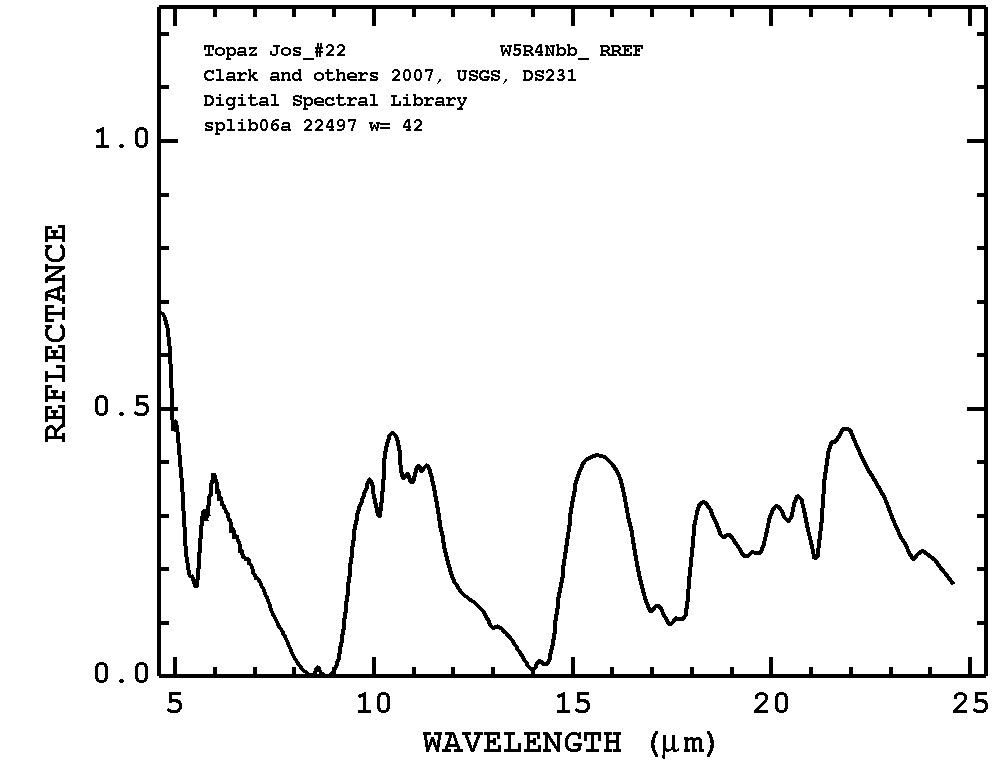 Topaz Jos_#22 W5R4Nbb_ RREF
Clark and others 2007, USGS, DS231
Digital Spectral Library
splib06a 22497 w= 42
1.0
0.5
0.0
REFLECTANCE
5 10 15 20 25
WAVELENGTH (μm)